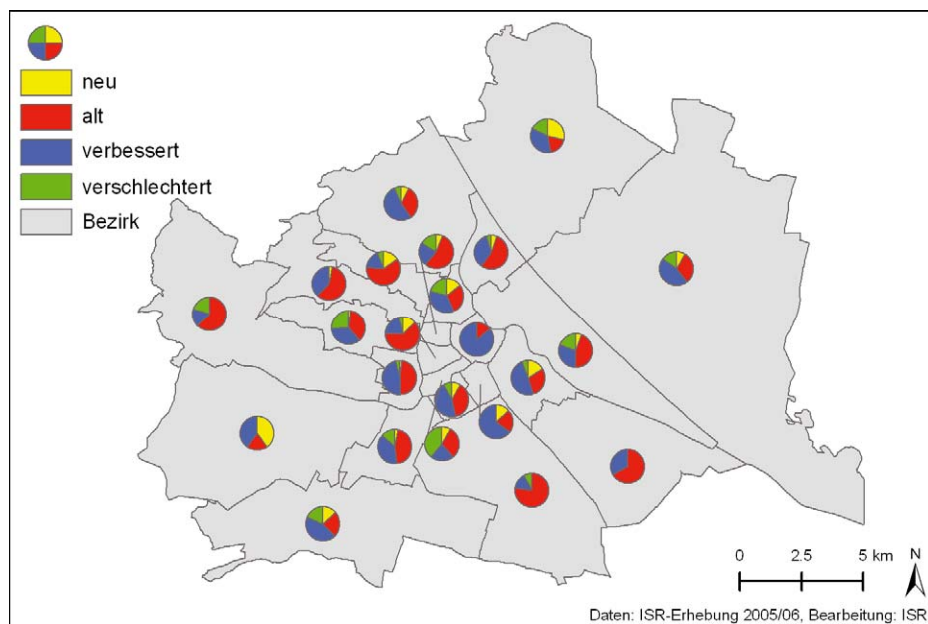 neu
alt
verbessert
verschlechtert
Bezirk
0 2.5 5 km
N
Daten: ISR-Erhebung 2005/06, Bearbeitung: ISR